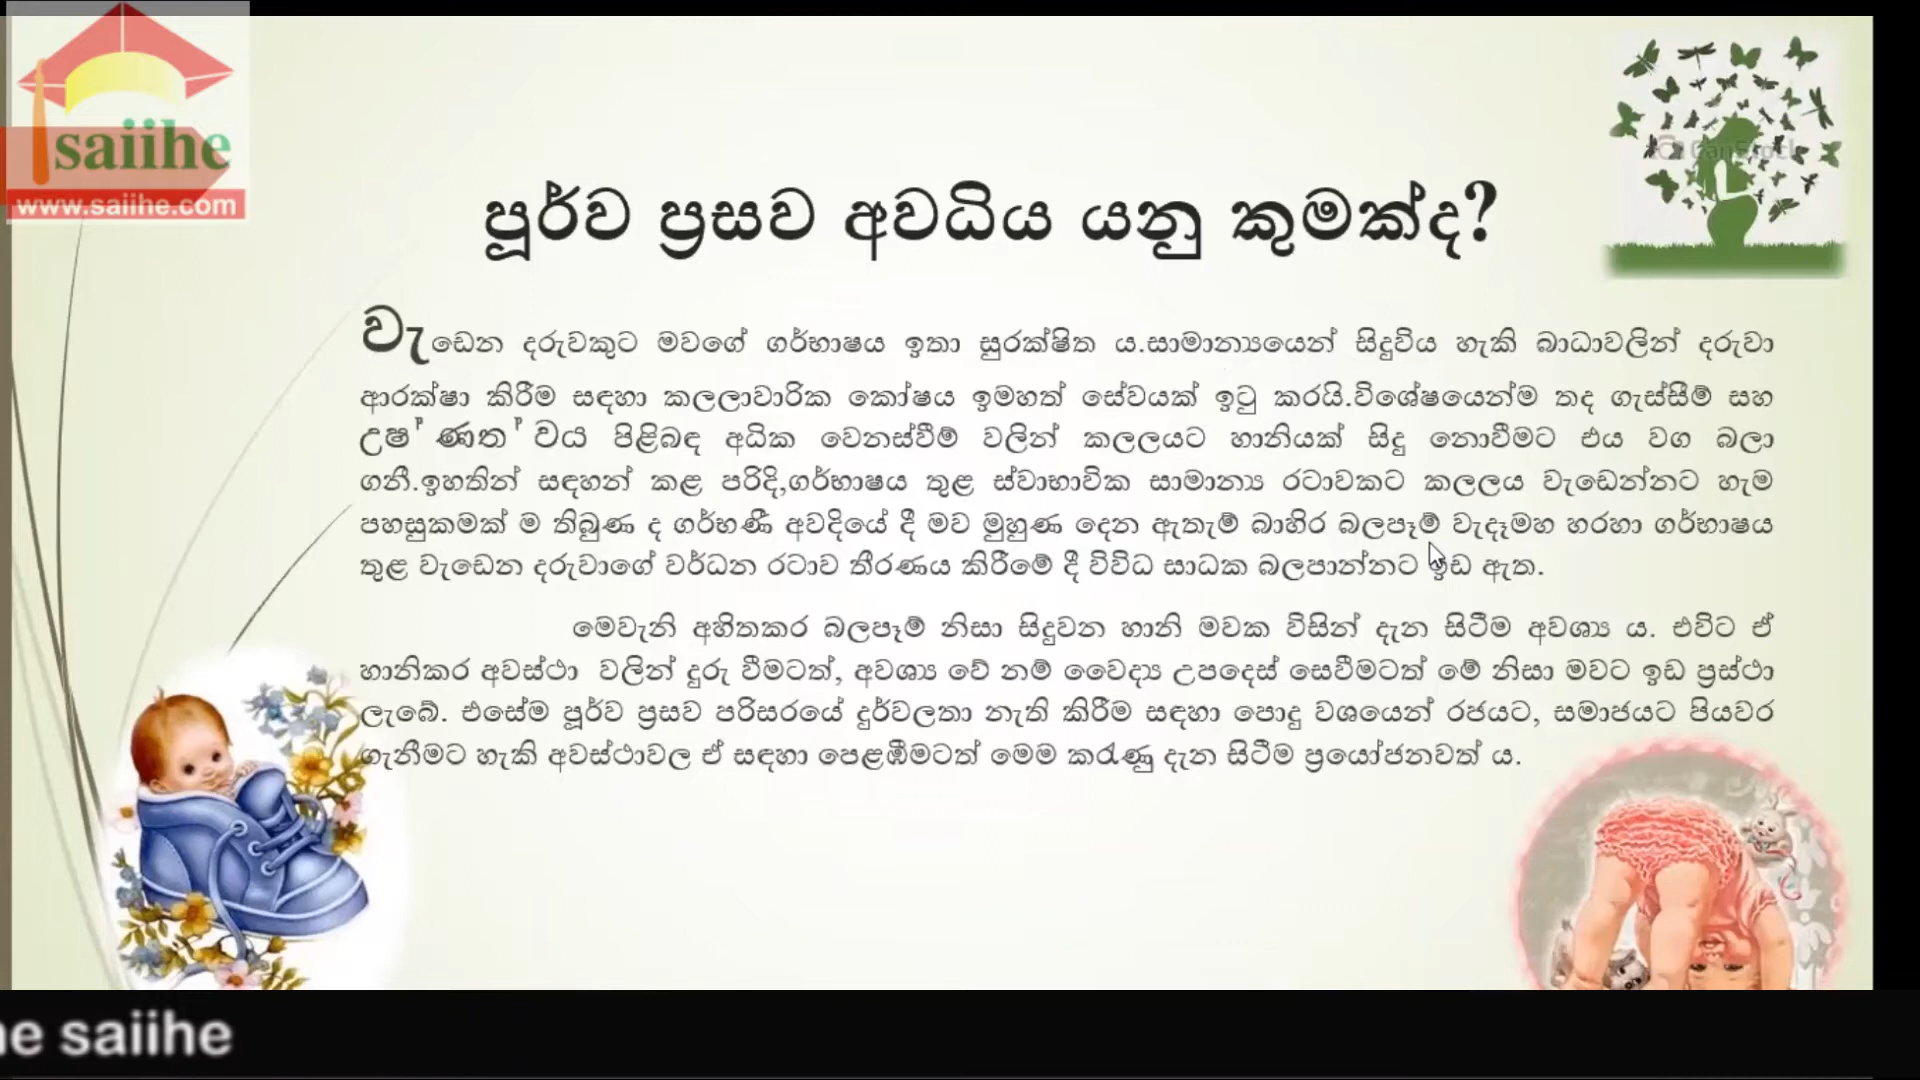 saiihe
www.saiihe.com
පූර්ව ප්‍රසව අවධිය යනු කුමක්ද?
වැඩෙන දරුවකුට මවගේ ගර්භාෂය ඉතා සුරක්ෂිත ය.සාමාන්‍යයෙන් සිදුවිය හැකි බාධාවලින් දරුවා
ආරක්ෂා කිරීම සඳහා කලලාවාරික කෝෂය ඉමහත් සේවයක් ඉටු කරයි.විශේෂයෙන්ම තද ගැස්සීම් සහ
උෂ් ණත් වය පිළිබඳ අධික වෙනස්වීම් වලින් කලලයට හානියක් සිදු නොවීමට එය වග බලා
ගනී.ඉහතින් සඳහන් කළ පරිදි,ගර්භාෂය තුළ ස්වාභාවික සාමාන්‍ය රටාවකට කලලය වැඩෙන්නට හැම
පහසුකමක් ම තිබුණ ද ගර්භණී අවදියේ දී මව මුහුණ දෙන ඇතැම් බාහිර බලපෑම් වැදෑමහ හරහා ගර්භාෂය
තුළ වැඩෙන දරුවාගේ වර්ධන රටාව තීරණය කිරීමේ දී විවිධ සාධක බලපාන්නට ඉඩ ඇත.
මෙවැනි අහිතකර බලපෑම් නිසා සිදුවන හානි මවක විසින් දැන සිටීම අවශ්‍ය ය. එවිට ඒ
හානිකර අවස්ථා වලින් දුරු වීමටත්, අවශ්‍ය වේ නම් වෛද්‍ය උපදෙස් සෙවීමටත් මේ නිසා මවට ඉඩ ප්‍රස්ථා
ලැබේ. එසේම පූර්ව ප්‍රසව පරිසරයේ දුර්වලතා නැති කිරීම සඳහා පොදු වශයෙන් රජයට, සමාජයට පියවර
ගැනීමට හැකි අවස්ථාවල ඒ සඳහා පෙළඹීමටත් මෙම කරුණු දැන සිටීම ප්‍රයෝජනවත් ය.
saiihe